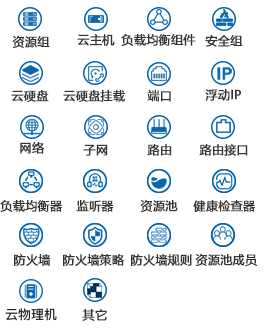 资源组 云主机 负载均衡组件 安全组
IP
云硬盘 云硬盘挂载 端口 浮动IP
网络 子网 路由 路由接口
负载均衡器 监听器 资源池 健康检查器
防火墙 防火墙策略 防火墙规则 资源池成员
云物理机 其它